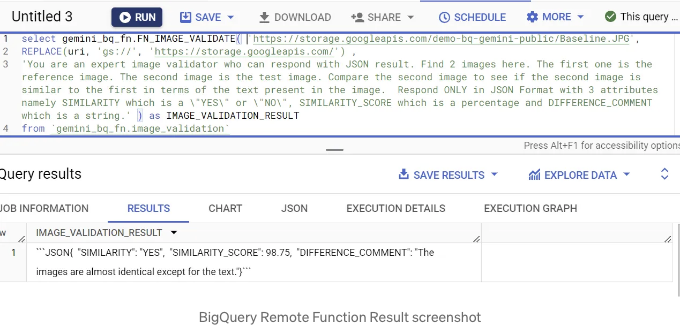 Untitled 3 RUN SAVE DOWNLOAD SHARE SCHEDULE MORE This query ...
1 select gemini_bq_fn.FN_IMAGE_VALIDATE( 'https://storage.googleapis.com/demo-bq-gemini-public/Baseline.JPG',
2 REPLACE(uri, 'gs://', 'https://storage.googleapis.com/') ,
3 'You are an expert image validator who can respond with JSON result. Find 2 images here. The first one is the
reference image. The second image is the test image. Compare the second image to see if the second image is
similar to the first in terms of the text present in the image.  Respond ONLY in JSON Format with 3 attributes
namely SIMILARITY which is a \"YES\" or \"NO\", SIMILARITY_SCORE which is a percentage and DIFFERENCE_COMMENT
which is a string.' ) as IMAGE_VALIDATION_RESULT
4 from `gemini_bq_fn.image_validation`
Press Alt+F1 for accessibility options
Query results SAVE RESULTS EXPLORE DATA
JOB INFORMATION RESULTS CHART JSON EXECUTION DETAILS EXECUTION GRAPH
w IMAGE_VALIDATION_RESULT
1 ```JSON{ "SIMILARITY": "YES", "SIMILARITY_SCORE": 98.75, "DIFFERENCE_COMMENT": "The
images are almost identical except for the text."}```
BigQuery Remote Function Result screenshot